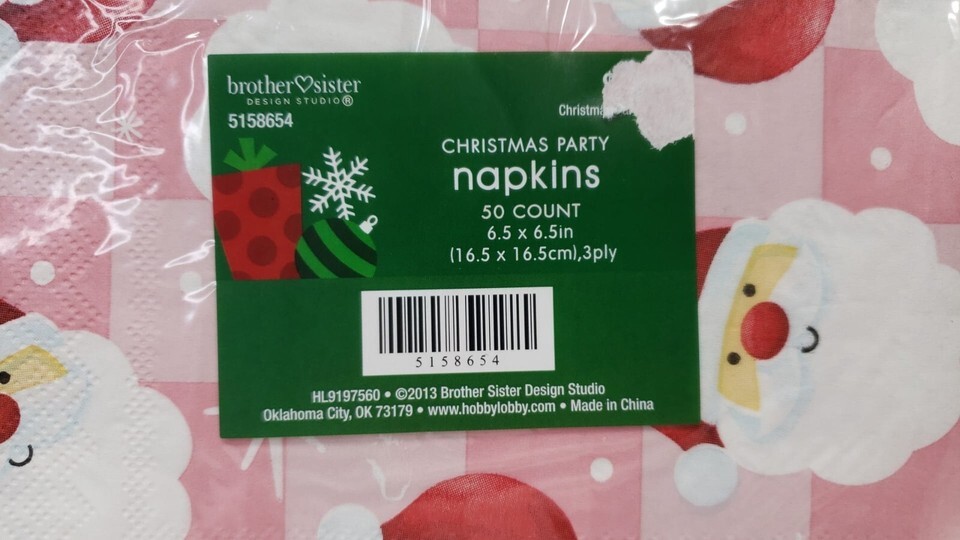 brother♡sister
DESIGN STUDIO®
5158654
CHRISTMAS PARTY
napkins
50 COUNT
6.5 x 6.5in
(16.5 x 16.5cm),3ply
5158654
HL9197560 • ©2013 Brother Sister Design Studio
Oklahoma City, OK 73179 • www.hobbylobby.com • Made in China